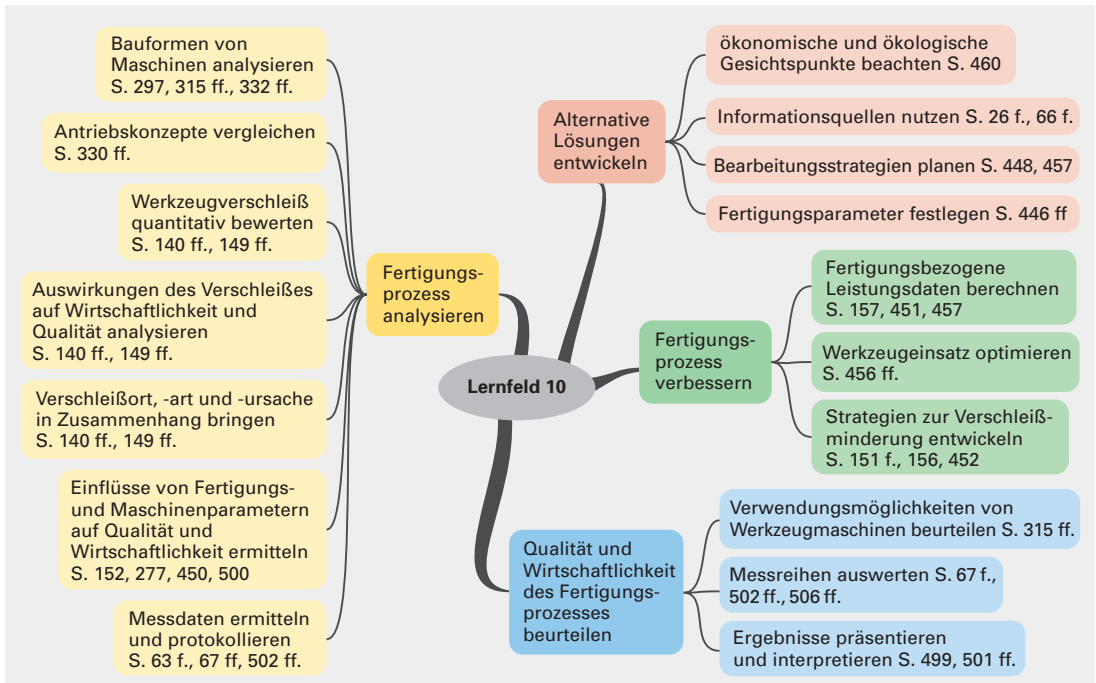 Lernfeld 10
Fertigungs-
prozess
analysieren
Bauformen von
Maschinen analysieren
S. 297, 315 ff., 332 ff.
Antriebskonzepte vergleichen
S. 330 ff.
Werkzeugverschleiß
quantitativ bewerten
S. 140 ff., 149 ff.
Auswirkungen des Verschleißes
auf Wirtschaftlichkeit und
Qualität analysieren
S. 140 ff., 149 ff.
Verschleißort, -art und -ursache
in Zusammenhang bringen
S. 140 ff., 149 ff.
Einflüsse von Fertigungs-
und Maschinenparametern
auf Qualität und
Wirtschaftlichkeit ermitteln
S. 152, 277, 450, 500
Messdaten ermitteln
und protokollieren
S. 63 f., 67 ff, 502 ff.
Alternative
Lösungen
entwickeln
ökonomische und ökologische
Gesichtspunkte beachten S. 460
Informationsquellen nutzen S. 26 f., 66 f.
Bearbeitungsstrategien planen S. 448, 457
Fertigungsparameter festlegen S. 446 ff
Fertigungs-
prozess
verbessern
Fertigungsbezogene
Leistungsdaten berechnen
S. 157, 451, 457
Werkzeugeinsatz optimieren
S. 456 ff.
Strategien zur Verschleiß-
minderung entwickeln
S. 151 f., 156, 452
Qualität und
Wirtschaftlichkeit
des Fertigungs-
prozesses
beurteilen
Verwendungsmöglichkeiten von
Werkzeugmaschinen beurteilen S. 315 ff.
Messreihen auswerten S. 67 f.,
502 ff., 506 ff.
Ergebnisse präsentieren
und interpretieren S. 499, 501 ff.